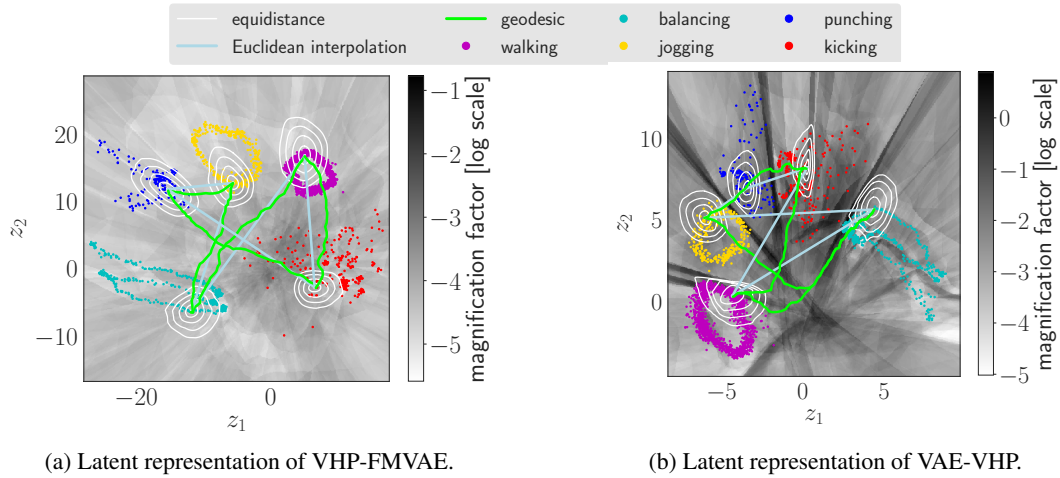 equidistance geodesic balancing punching
Euclidean interpolation walking jogging kicking
20
10
0
−10
z2
−20 0
z1
−1
−2
−3
−4
−5
magnification factor [log scale]
10
5
0
z2
−5 0 5
z1
0
−1
−2
−3
−4
−5
magnification factor [log scale]
(a) Latent representation of VHP-FMVAE.
(b) Latent representation of VAE-VHP.